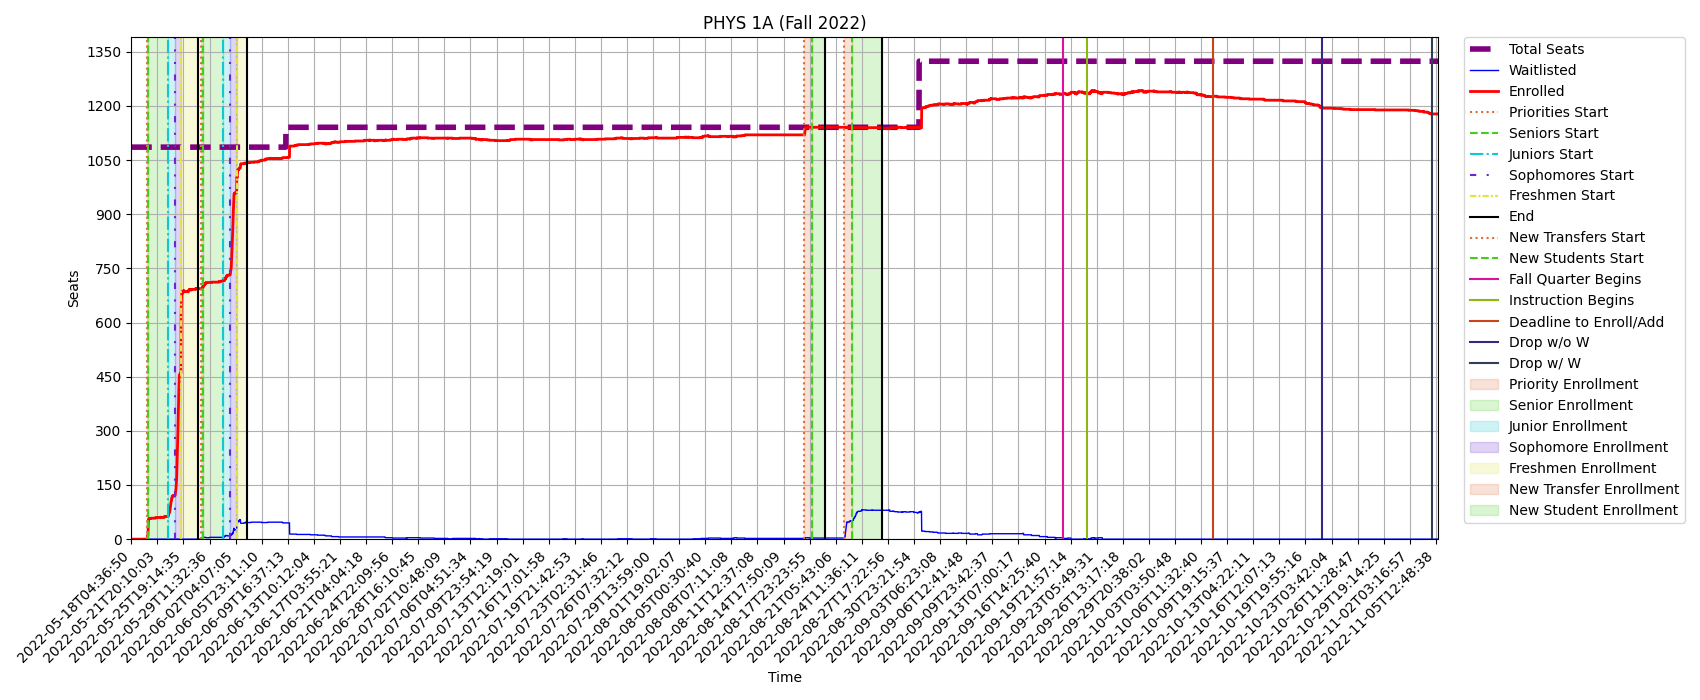 PHYS 1A (Fall 2022)
Seats
1350
1200
1050
900
750
600
450
300
150
0
2022-05-18T04:36:50
2022-05-21T20:10:03
2022-05-25T19:14:35
2022-05-29T11:32:36
2022-06-02T04:07:05
2022-06-05T23:11:10
2022-06-09T16:37:13
2022-06-13T10:12:04
2022-06-17T03:55:21
2022-06-21T04:04:18
2022-06-24T22:09:56
2022-06-28T16:10:45
2022-07-02T10:48:09
2022-07-06T04:51:34
2022-07-09T23:54:19
2022-07-13T12:19:01
2022-07-16T17:01:58
2022-07-19T21:42:53
2022-07-23T02:31:46
2022-07-26T07:32:12
2022-07-29T13:59:00
2022-08-01T19:02:07
2022-08-05T00:30:40
2022-08-08T07:11:08
2022-08-11T12:37:08
2022-08-14T17:50:09
2022-08-17T23:23:55
2022-08-21T05:43:06
2022-08-24T11:36:11
2022-08-27T17:22:56
2022-08-30T23:21:54
2022-09-03T06:23:08
2022-09-06T12:41:48
2022-09-09T23:42:37
2022-09-13T07:00:17
2022-09-16T14:25:40
2022-09-19T21:57:14
2022-09-23T05:49:31
2022-09-26T13:17:18
2022-09-29T20:38:02
2022-10-03T03:50:48
2022-10-06T11:32:40
2022-10-09T19:15:37
2022-10-13T04:22:11
2022-10-16T12:07:13
2022-10-19T19:55:16
2022-10-23T03:42:04
2022-10-26T11:28:47
2022-10-29T19:14:25
2022-11-02T03:16:57
2022-11-05T12:48:38
Time
Total Seats
Waitlisted
Enrolled
Priorities Start
Seniors Start
Juniors Start
Sophomores Start
Freshmen Start
End
New Transfers Start
New Students Start
Fall Quarter Begins
Instruction Begins
Deadline to Enroll/Add
Drop w/o W
Drop w/ W
Priority Enrollment
Senior Enrollment
Junior Enrollment
Sophomore Enrollment
Freshmen Enrollment
New Transfer Enrollment
New Student Enrollment